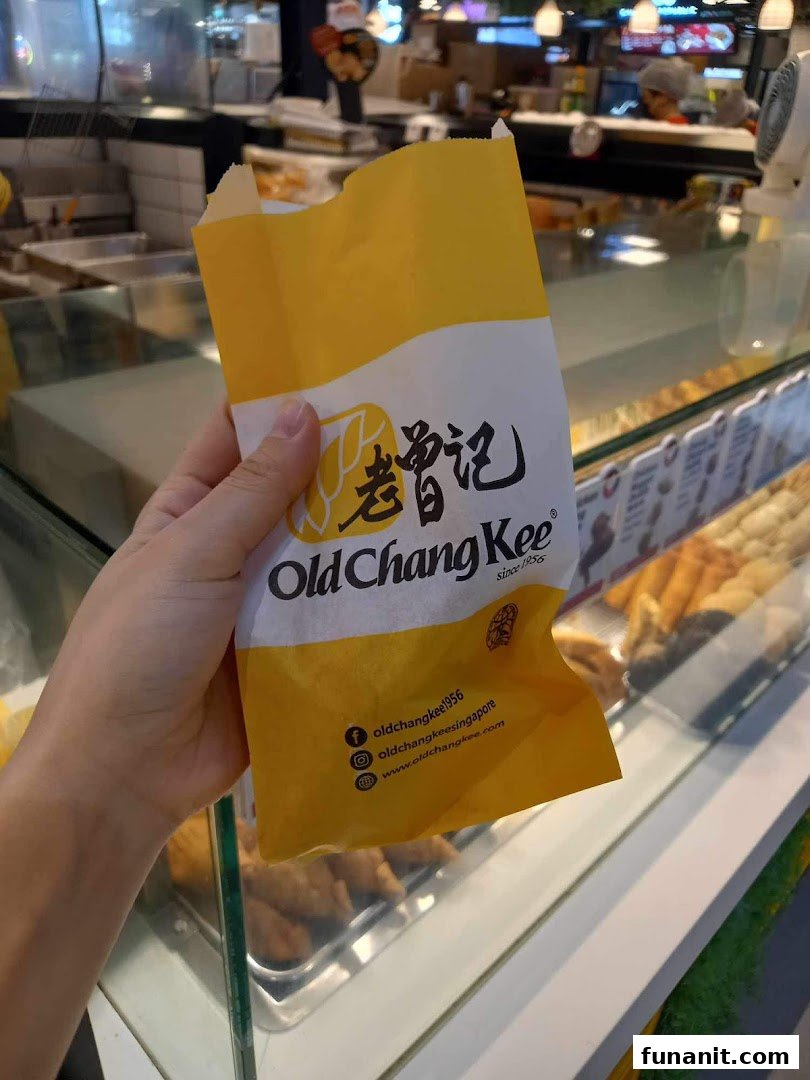 老曾记
Old Chang Kee®
since 1956
oldchangkee1956
oldchangkeesingapore
www.oldchangkee.com
funanit.com